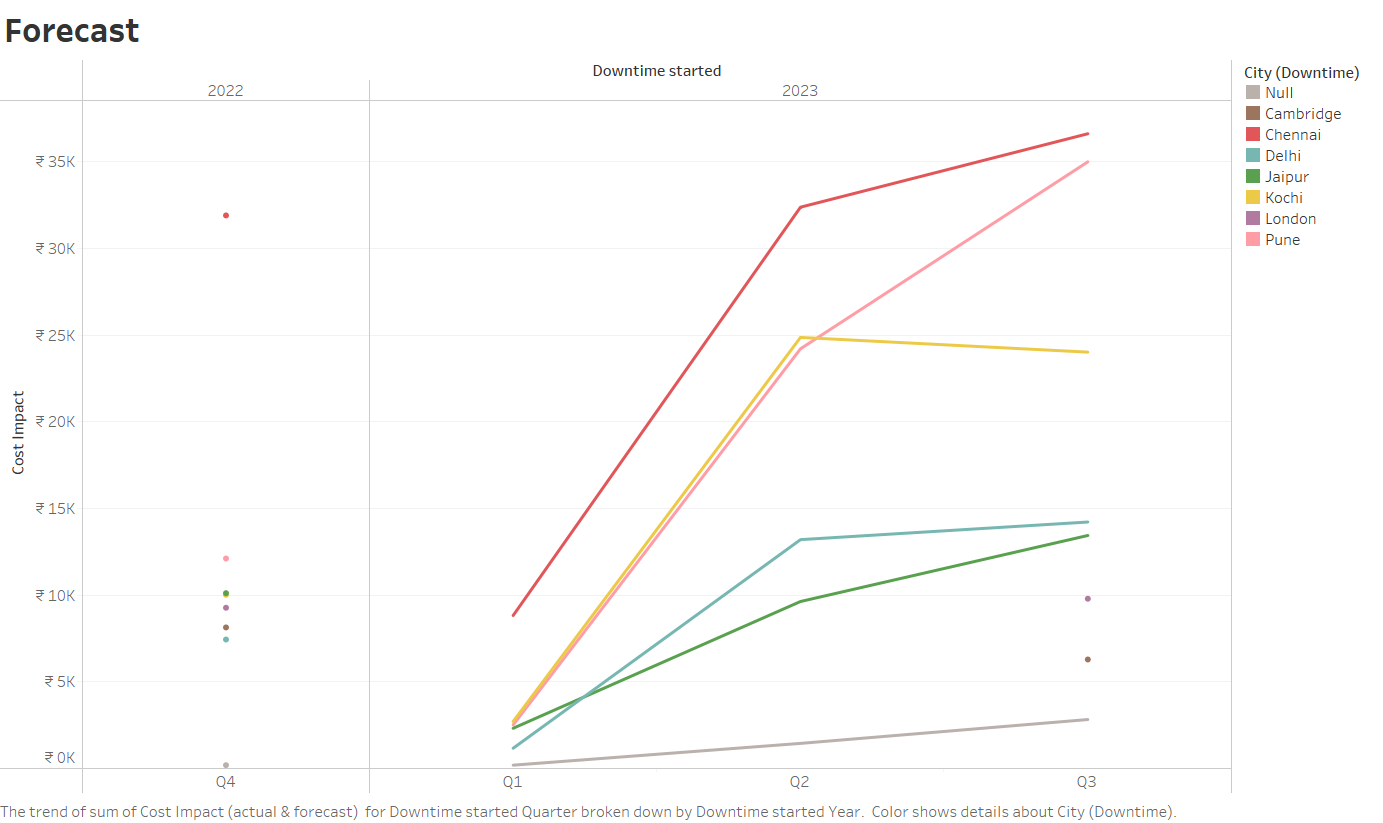 Forecast
Downtime started
2022
2023
City (Downtime)
Null
Cambridge
Chennai
Delhi
Jaipur
Kochi
London
Pune
₹ 35K
₹ 30K
₹ 25K
₹ 20K
₹ 15K
₹ 10K
₹ 5K
₹ 0K
Cost Impact
Q4
Q1
Q2
Q3
The trend of sum of Cost Impact (actual & forecast)  for Downtime started Quarter broken down by Downtime started Year.  Color shows details about City (Downtime).